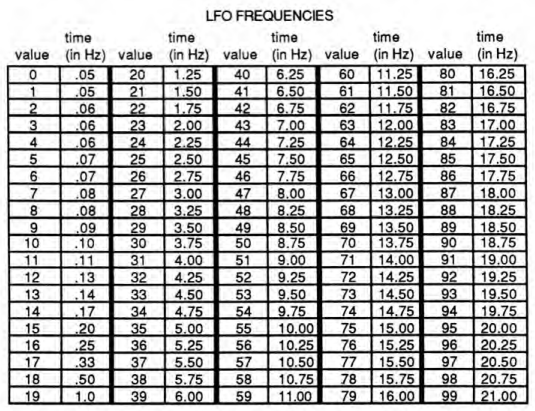 LFO FREQUENCIES
time time time time time
value (in Hz) value (in Hz) value (in Hz) value (in Hz) value (in Hz)
0 .05 20 1.25 40 6.25 60 11.25 80 16.25
1 .05 21 1.50 41 6.50 61 11.50 81 16.50
2 .06 22 1.75 42 6.75 62 11.75 82 16.75
3 .06 23 2.00 43 7.00 63 12.00 83 17.00
4 .06 24 2.25 44 7.25 64 12.25 84 17.25
5 .07 25 2.50 45 7.50 65 12.50 85 17.50
6 .07 26 2.75 46 7.75 66 12.75 86 17.75
7 .08 27 3.00 47 8.00 67 13.00 87 18.00
8 .08 28 3.25 48 8.25 68 13.25 88 18.25
9 .09 29 3.50 49 8.50 69 13.50 89 18.50
10 .10 30 3.75 50 8.75 70 13.75 90 18.75
11 .11 31 4.00 51 9.00 71 14.00 91 19.00
12 .13 32 4.25 52 9.25 72 14.25 92 19.25
13 .14 33 4.50 53 9.50 73 14.50 93 19.50
14 .17 34 4.75 54 9.75 74 14.75 94 19.75
15 .20 35 5.00 55 10.00 75 15.00 95 20.00
16 .25 36 5.25 56 10.25 76 15.25 96 20.25
17 .33 37 5.50 57 10.50 77 15.50 97 20.50
18 .50 38 5.75 58 10.75 78 15.75 98 20.75
19 1.0 39 6.00 59 11.00 79 16.00 99 21.00